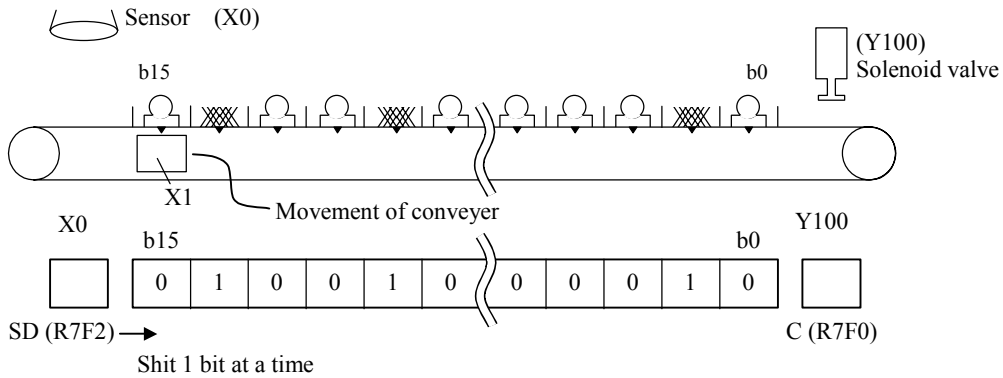 Sensor (X0)
(Y100)
Solenoid valve
b15 b0
X1
Movement of conveyer
X0 Y100
b15 b0
0 1 0 0 1 0 0 0 0 1 0
SD (R7F2) C (R7F0)
Shit 1 bit at a time